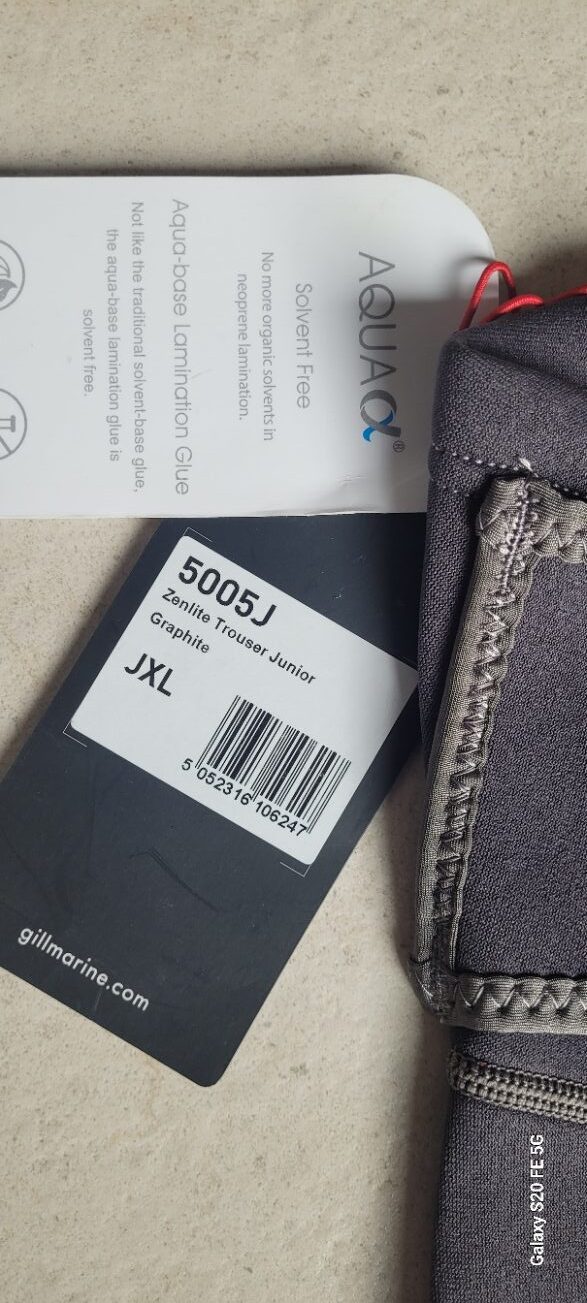 AQUAα®
Solvent Free
No more organic solvents in
neoprene lamination.
Aqua-base Lamination Glue
Not like the traditional solvent-base glue,
the aqua-base lamination glue is
solvent free.
5005J
Zenlite Trouser Junior
Graphite
JXL
5 052316 106247
gillmarine.com
Galaxy S20 FE 5G